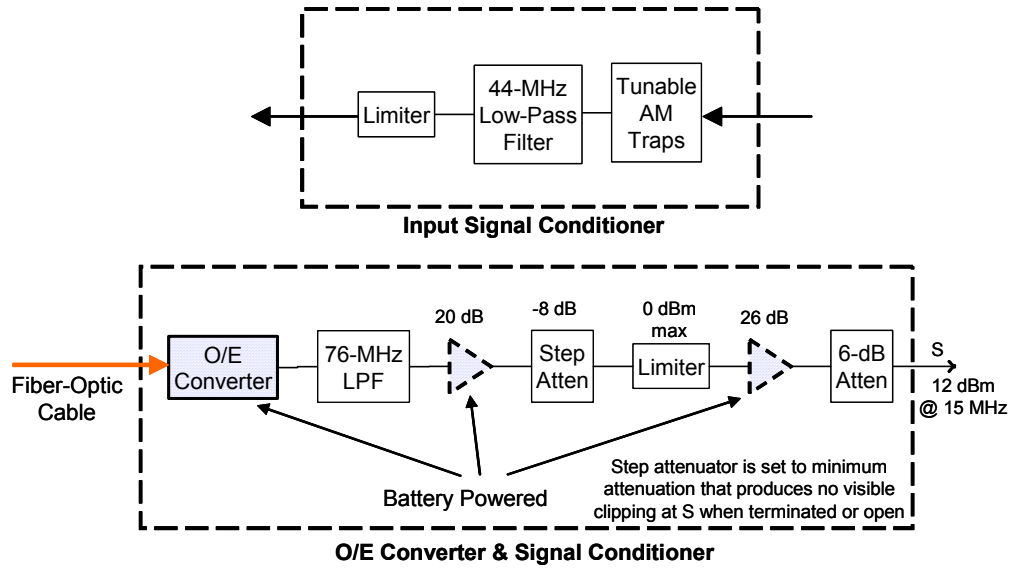 Limiter
44-MHz
Low-Pass
Filter
Tunable
AM
Traps
Input Signal Conditioner
Fiber-Optic
Cable
O/E
Converter
76-MHz
LPF
20 dB
-8 dB
Step
Atten
0 dBm
max
Limiter
26 dB
6-dB
Atten
S
12 dBm
@ 15 MHz
Battery Powered
Step attenuator is set to minimum
attenuation that produces no visible
clipping at S when terminated or open
O/E Converter & Signal Conditioner